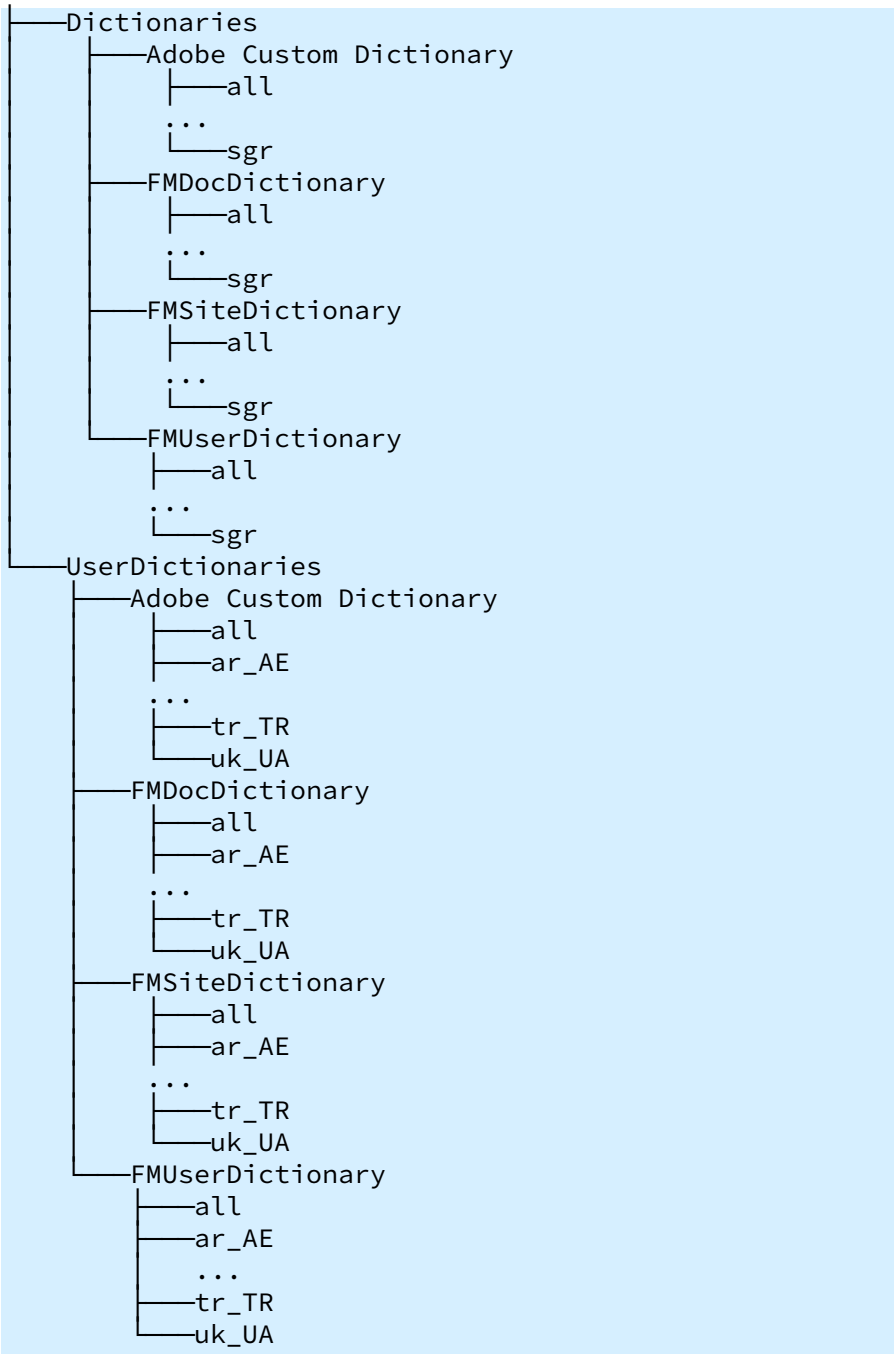 ├───Dictionaries
│    ├───Adobe Custom Dictionary
│    │    ├───all
│    │    ...
│    │    └───sgr
│    ├───FMDocDictionary
│    │    ├───all
│    │    ...
│    │    └───sgr
│    ├───FMSiteDictionary
│    │    ├───all
│    │    ...
│    │    └───sgr
│    └───FMUserDictionary
│        ├───all
│        ...
│        └───sgr
└───UserDictionaries
    ├───Adobe Custom Dictionary
    │    ├───all
    │    ├───ar_AE
    │    ...
    │    ├───tr_TR
    │    └───uk_UA
    ├───FMDocDictionary
    │    ├───all
    │    ├───ar_AE
    │    ...
    │    ├───tr_TR
    │    └───uk_UA
    ├───FMSiteDictionary
    │    ├───all
    │    ├───ar_AE
    │    ...
    │    ├───tr_TR
    │    └───uk_UA
    └───FMUserDictionary
        ├───all
        ├───ar_AE
        │   ...
        ├───tr_TR
        └───uk_UA